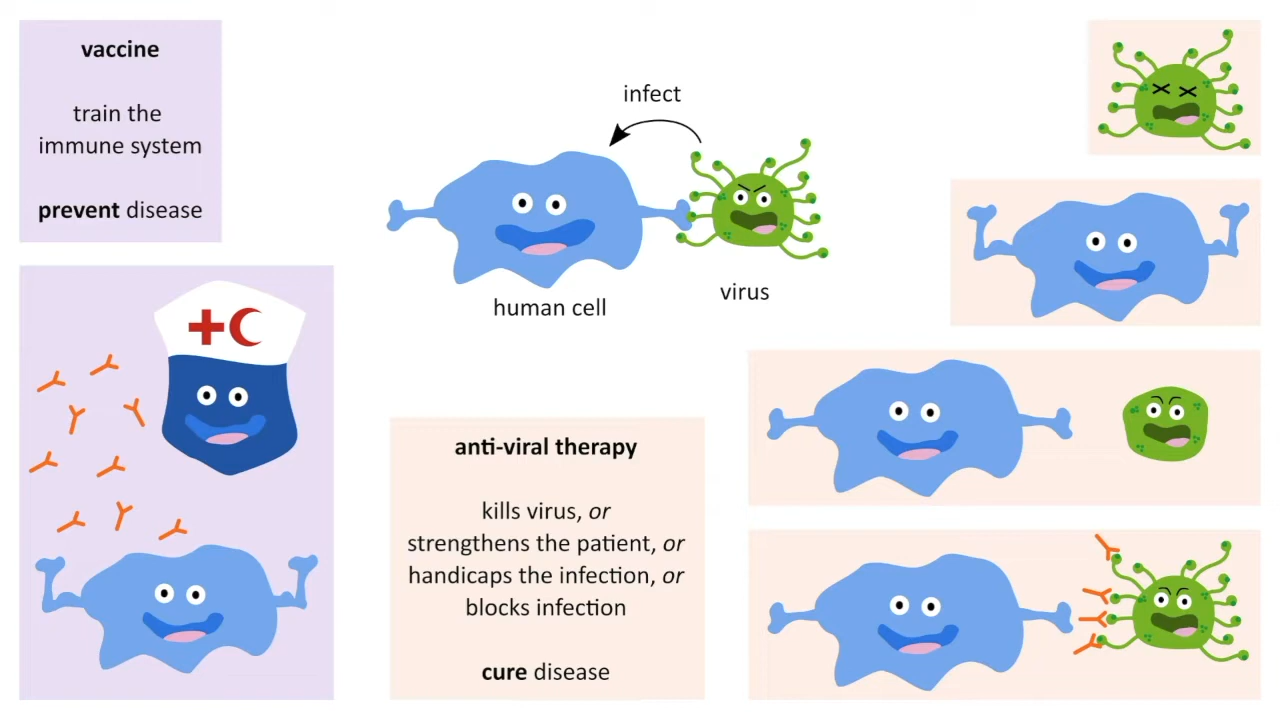 vaccine
train the
immune system
prevent disease
infect
human cell
virus
anti-viral therapy
kills virus, or
strengthens the patient, or
handicaps the infection, or
blocks infection
cure disease